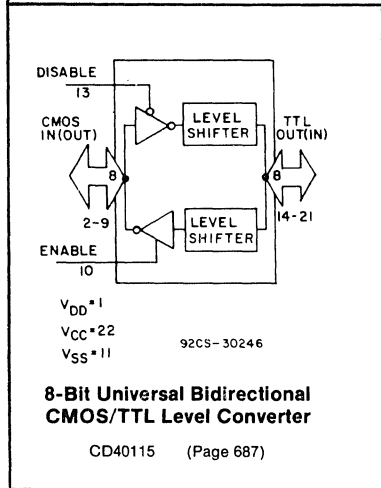 DISABLE
13
CMOS
IN(OUT)
LEVEL
SHIFTER
TTL
OUT(IN)
8
8
2-9
14-21
LEVEL
SHIFTER
ENABLE
10
VDD=1
VCC=22
VSS=11
92CS-30246
8-Bit Universal Bidirectional
CMOS/TTL Level Converter
CD40115 (Page 687)